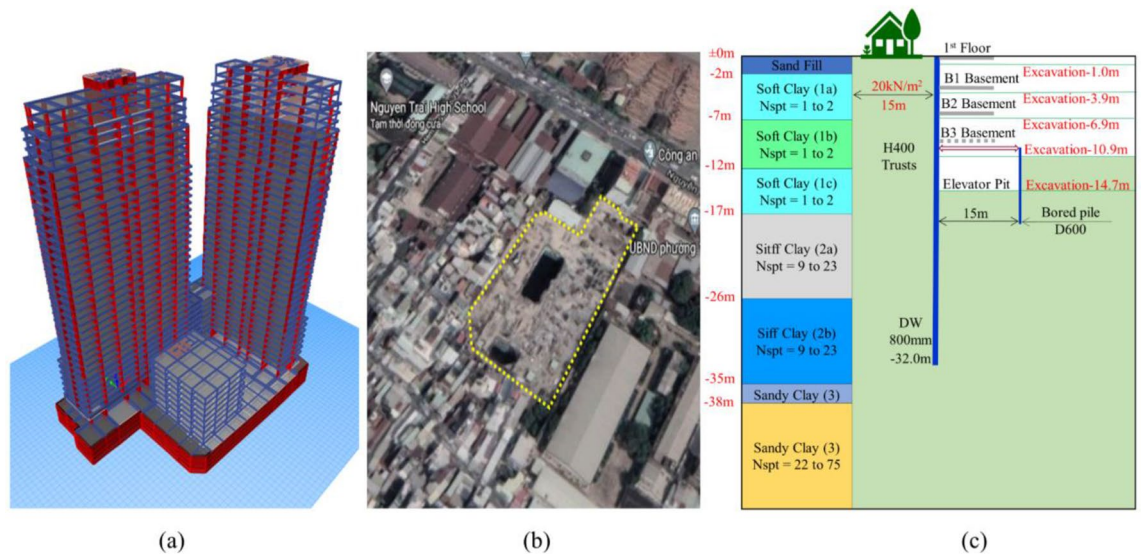 Nguyen Trai High School
Tạm thời đóng cửa
Công an
Nguyễn
UBND phường
±0m
-2m
-7m
-12m
-17m
-26m
-35m
-38m
Sand Fill
Soft Clay (1a)
Nspt = 1 to 2
Soft Clay (1b)
Nspt = 1 to 2
Soft Clay (1c)
Nspt = 1 to 2
Sitff Clay (2a)
Nspt = 9 to 23
Siff Clay (2b)
Nspt = 9 to 23
Sandy Clay (3)
Sandy Clay (3)
Nspt = 22 to 75
20kN/m²
15m
H400
Trusts
DW
800mm
-32.0m
1st Floor
Excavation-1.0m
B1 Basement
Excavation-3.9m
B2 Basement
Excavation-6.9m
B3 Basement
Excavation-10.9m
Elevator Pit
Excavation-14.7m
15m
Bored pile
D600
(a)
(b)
(c)